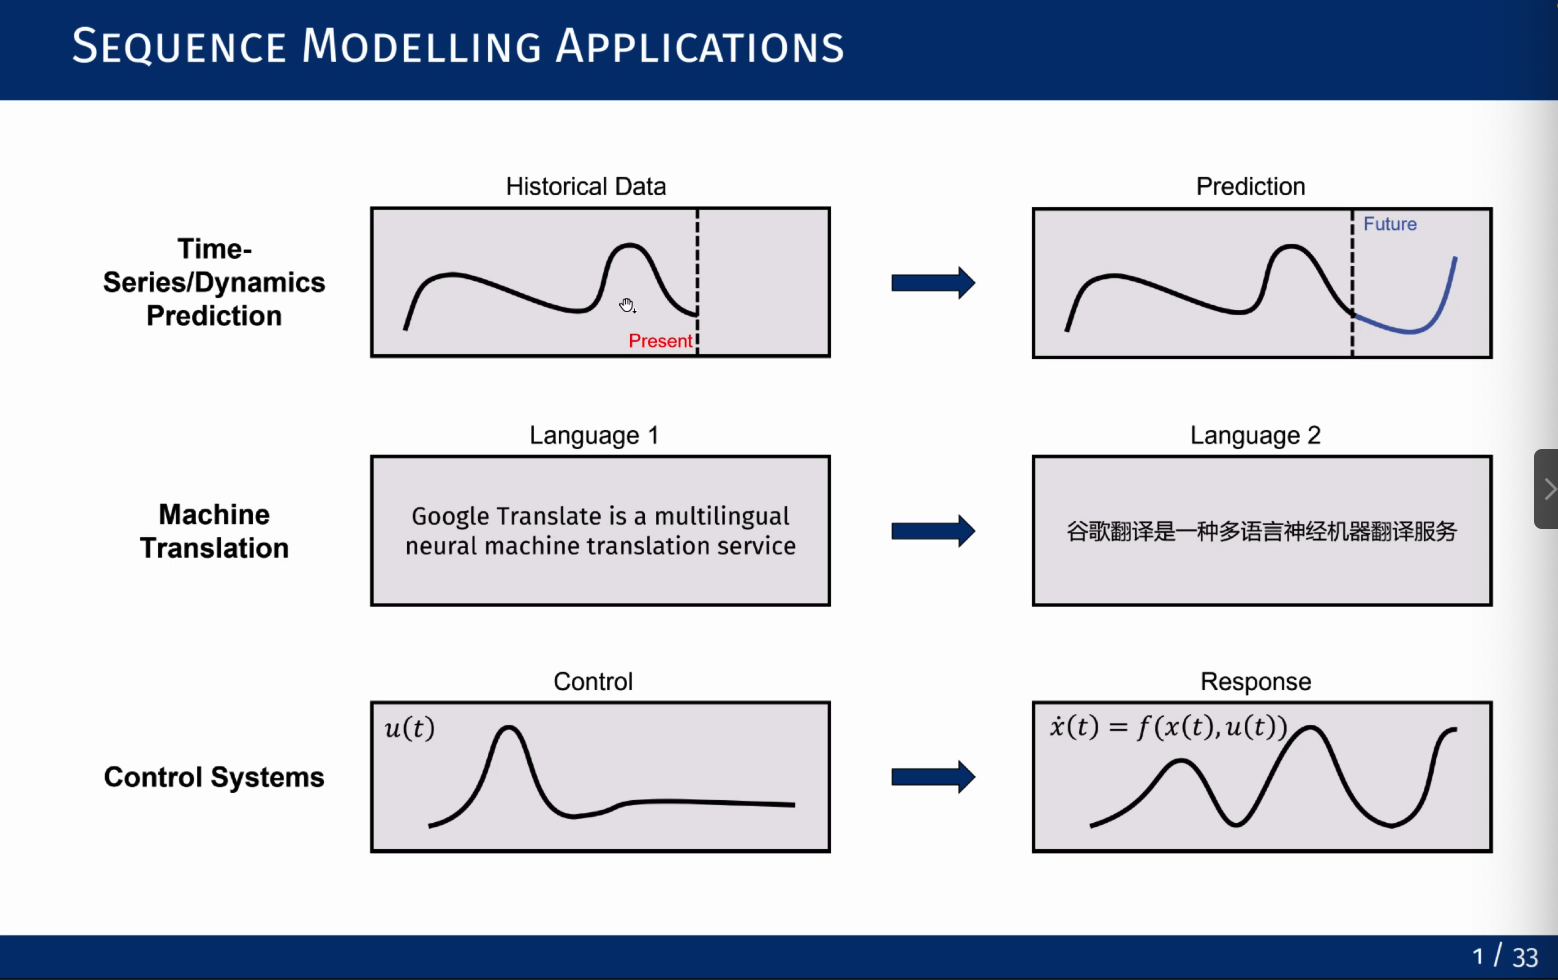 SEQUENCE MODELLING APPLICATIONS
Historical Data
Prediction
Time-
Series/Dynamics
Prediction
Present
Future
Language 1
Language 2
Machine
Translation
Google Translate is a multilingual
neural machine translation service
谷歌翻译是一种多语言神经机器翻译服务
Control
Response
Control Systems
u(t)
ẋ(t) = f(x(t), u(t))
1 / 33